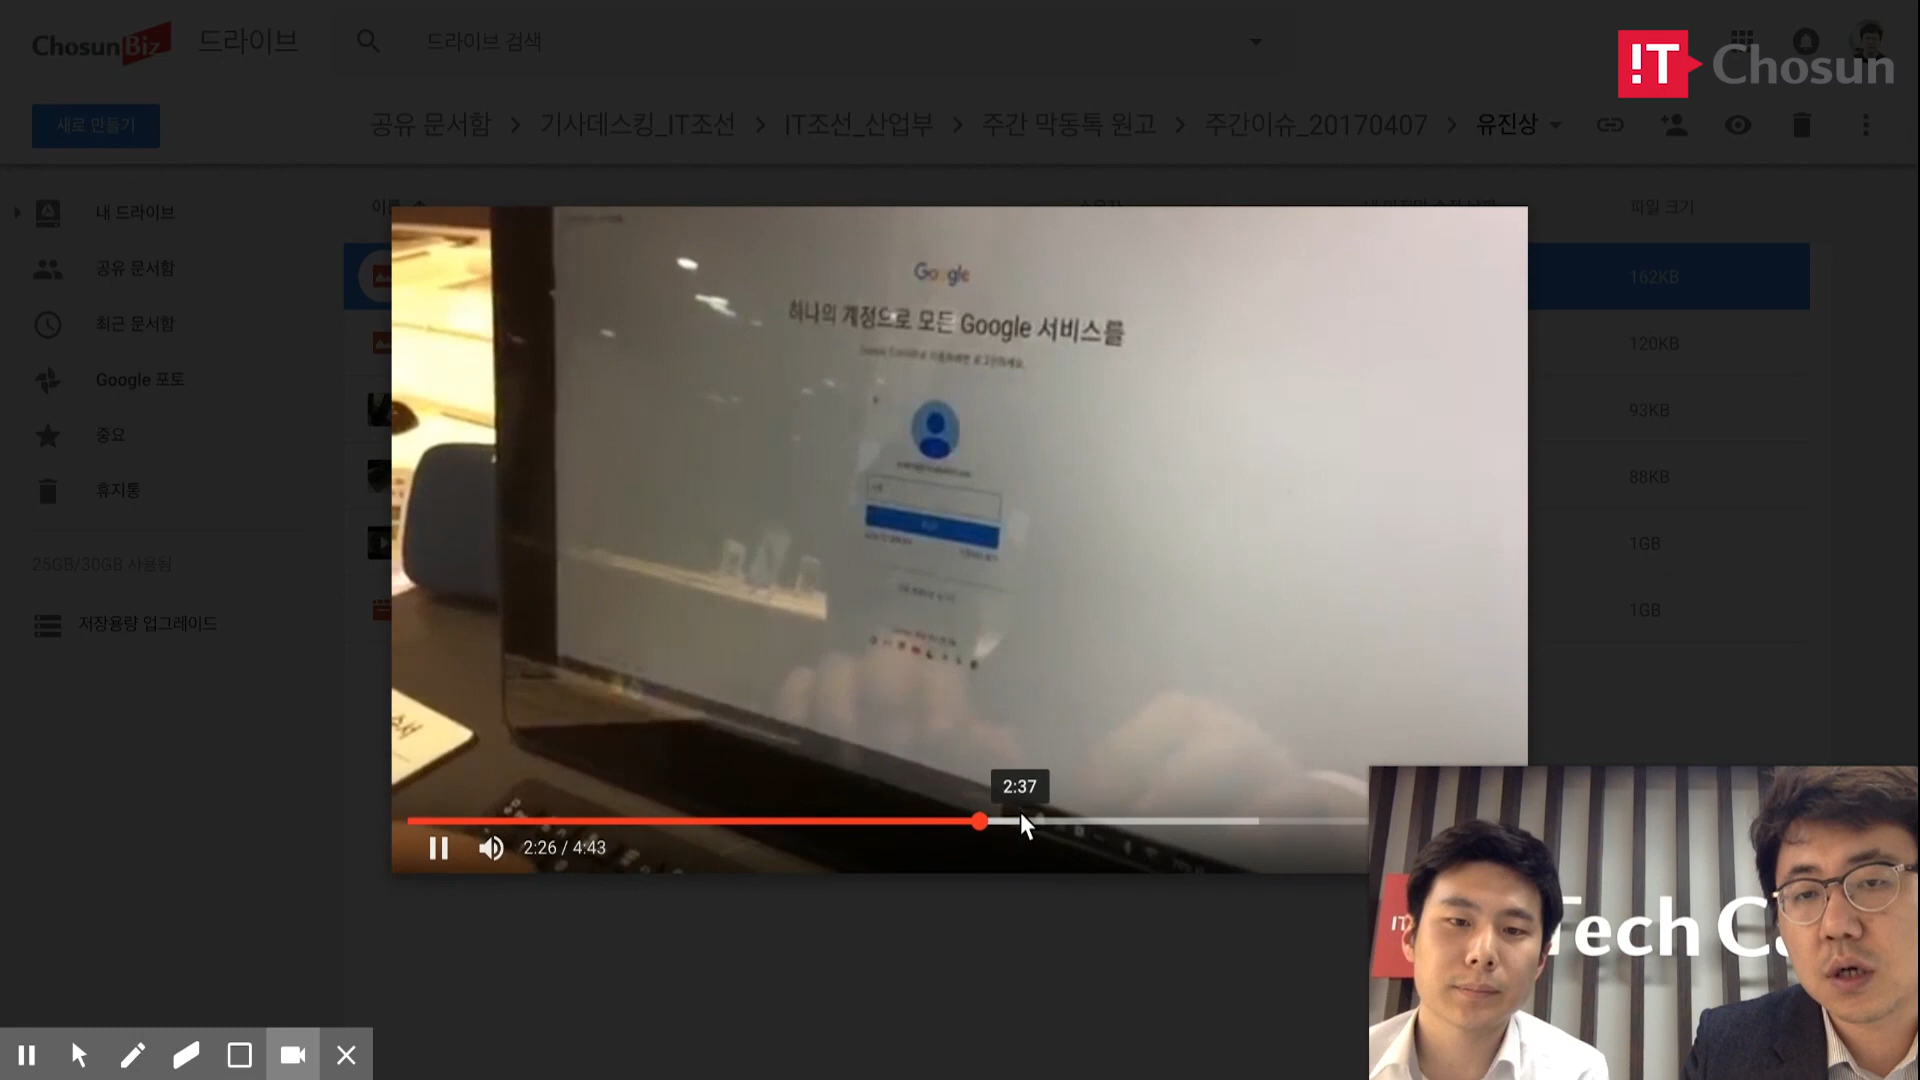 ChosunBiz 드라이브 드라이브 검색
!T Chosun
새로 만들기
공유 문서함 > 기사데스킹_IT조선 > IT조선_산업부 > 주간 막동톡 원고 > 주간이슈_20170407 > 유진상
내 드라이브
공유 문서함
최근 문서함
Google 포토
중요
휴지통
25GB/30GB 사용됨
저장용량 업그레이드
파일 크기
162KB
120KB
93KB
88KB
1GB
1GB
Google
하나의 계정으로 모든 Google 서비스를
2:37
2:26 / 4:43
IT
Tech C